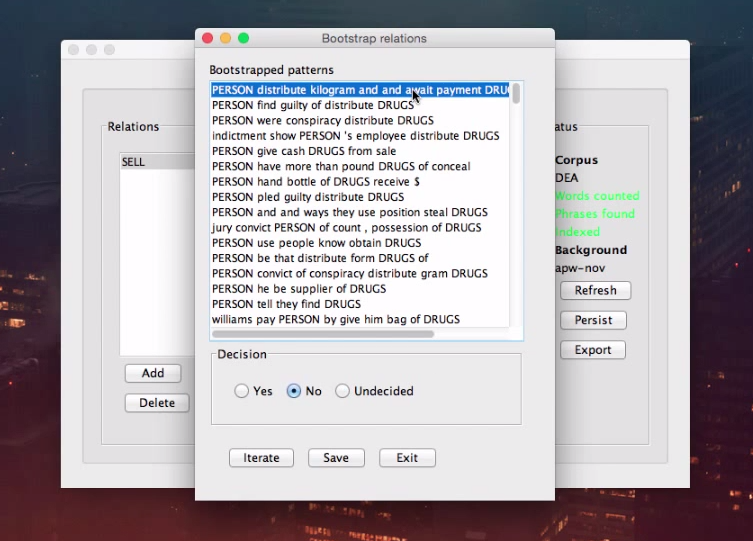 Bootstrap relations
Bootstrapped patterns
PERSON distribute kilogram and and await payment
PERSON find guilty of distribute DRUGS
PERSON were conspiracy distribute DRUGS
indictment show PERSON 's employee distribute DRUGS
PERSON give cash DRUGS from sale
PERSON have more than pound DRUGS of conceal
PERSON hand bottle of DRUGS receive $
PERSON pled guilty distribute DRUGS
PERSON and and ways they use position steal DRUGS
jury convict PERSON of count , possession of DRUGS
PERSON use people know obtain DRUGS
PERSON be that distribute form DRUGS of
PERSON convict of conspiracy distribute gram DRUGS
PERSON he be supplier of DRUGS
PERSON tell they find DRUGS
williams pay PERSON by give him bag of DRUGS
Decision
Yes No Undecided
Iterate Save Exit
Relations
SELL
Add
Delete
atus
Corpus
DEA
Words counted
Phrases found
Indexed
Background
apw-nov
Refresh
Persist
Export